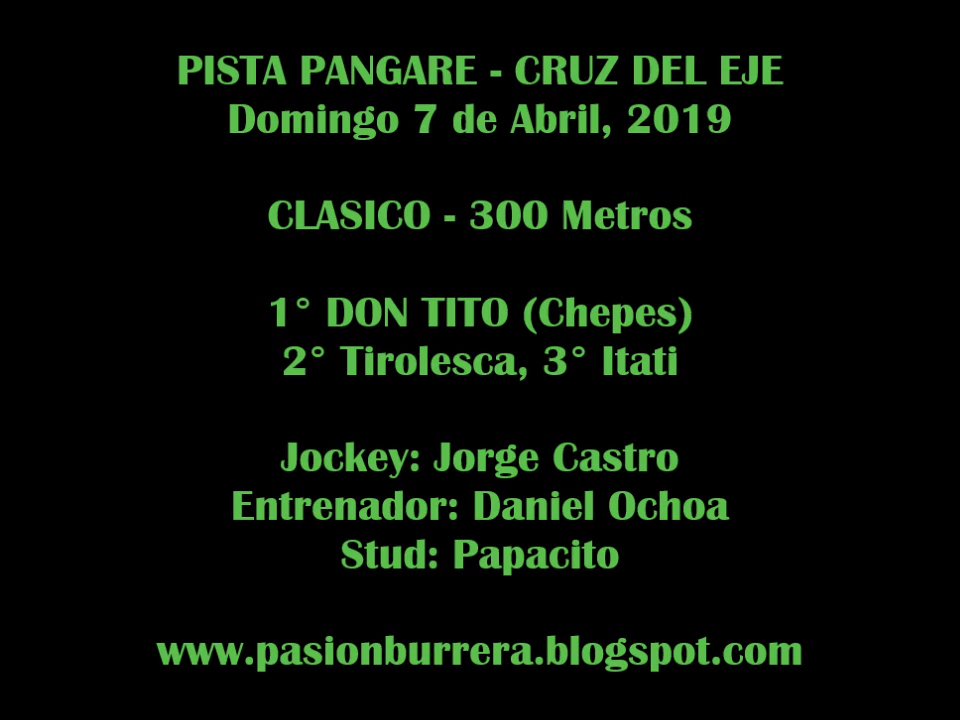 PISTA PANGARE - CRUZ DEL EJE
Domingo 7 de Abril, 2019
CLASICO - 300 Metros
1° DON TITO (Chepes)
2° Tirolesca, 3° Itati
Jockey: Jorge Castro
Entrenador: Daniel Ochoa
Stud: Papacito
www.pasionburrera.blogspot.com